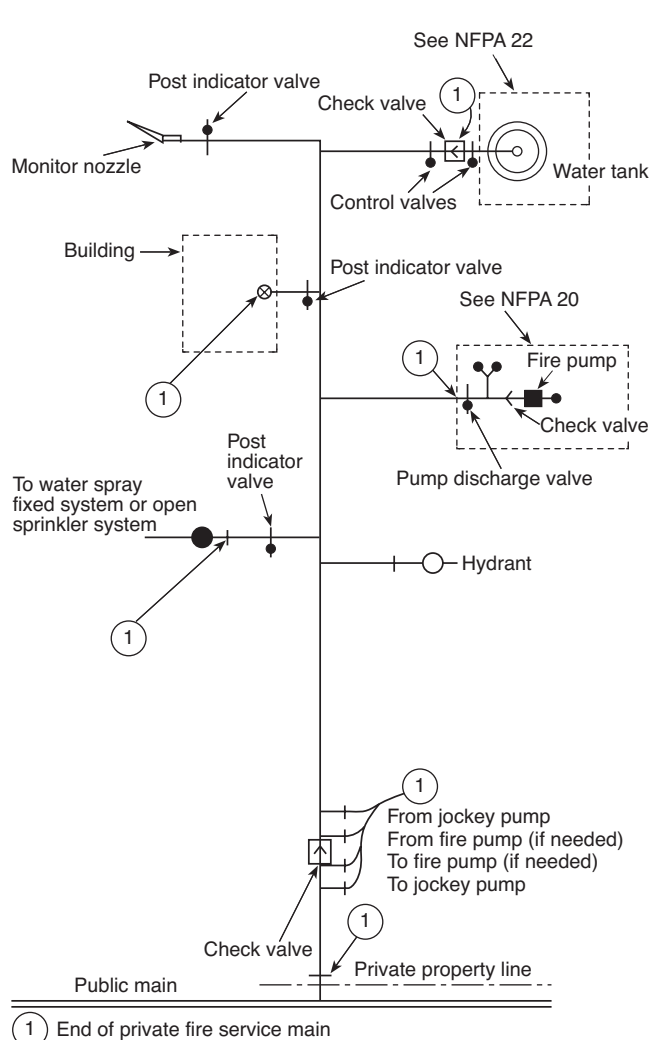 See NFPA 22
Post indicator valve
Check valve
1
Monitor nozzle
Water tank
Control valves
Building
Post indicator valve
See NFPA 20
1
Fire pump
1
Check valve
Post
indicator
valve
Pump discharge valve
To water spray
fixed system or open
sprinkler system
Hydrant
1
1
From jockey pump
From fire pump (if needed)
To fire pump (if needed)
To jockey pump
1
Check valve
Private property line
Public main
1 End of private fire service main